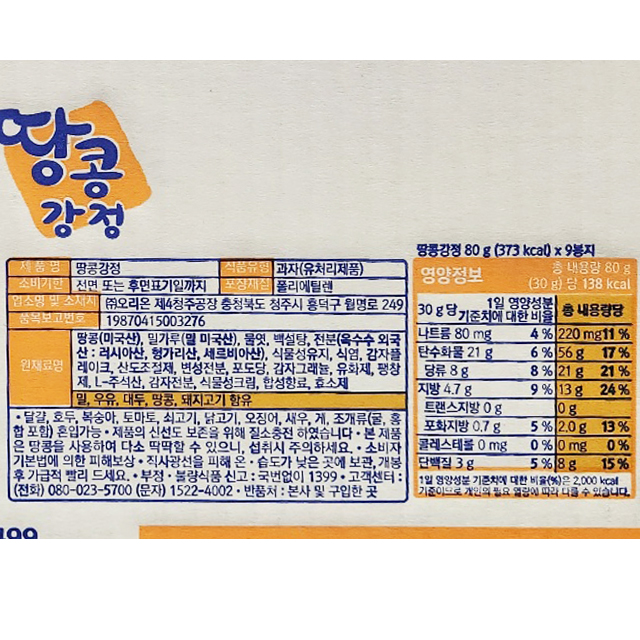 땅콩
강정
땅콩강정 80 g (373 kcal) x 9봉지
제품명 땅콩강정 식품유형 과자(유처리제품)
소비기한 전면 또는 후면표기일까지 포장재질 폴리에틸렌
업소명 및 소재지 ㈜오리온 제4청주공장 충청북도 청주시 흥덕구 월명로 249
품목보고번호 19870415003276
원재료명 땅콩(미국산), 밀가루(밀 미국산), 물엿, 백설탕, 전분(옥수수 외국
산 : 러시아산, 헝가리산, 세르비아산), 식물성유지, 식염, 감자플
레이크, 산도조절제, 변성전분, 포도당, 감자그래뉼, 유화제, 팽창
제, L-주석산, 감자전분, 식물성크림, 합성향료, 효소제
밀, 우유, 대두, 땅콩, 돼지고기 함유
• 달걀, 호두, 복숭아, 토마토, 쇠고기, 닭고기, 오징어, 새우, 게, 조개류(굴, 홍
합 포함) 혼입가능 • 제품의 신선도 보존을 위해 질소충전 하였습니다 • 본 제품
은 땅콩을 사용하여 다소 딱딱할 수 있으니, 섭취시 주의하세요. • 소비자
기본법에 의한 피해보상 • 직사광선을 피해 온 • 습도가 낮은 곳에 보관, 개봉
후 가급적 빨리 드세요. • 부정 • 불량식품 신고 : 국번없이 1399 • 고객센터 :
(전화) 080-023-5700 (문자) 1522-4002 • 반품처 : 본사 및 구입한 곳
영양정보 총 내용량 80 g
(30 g) 당 138 kcal
30 g 당 1일 영양성분 기준치에 대한 비율 총 내용량당
나트륨 80 mg 4 % 220 mg 11 %
탄수화물 21 g 6 % 56 g 17 %
당류 8 g 8 % 21 g 21 %
지방 4.7 g 9 % 13 g 24 %
트랜스지방 0 g 0 g
포화지방 0.7 g 5 % 2.0 g 13 %
콜레스테롤 0 mg 0 % 0 mg 0 %
단백질 3 g 5 % 8 g 15 %
1일 영양성분 기준치에 대한 비율(%)은 2,000 kcal
기준이므로 개인의 필요 열량에 따라 다를 수 있습니다.